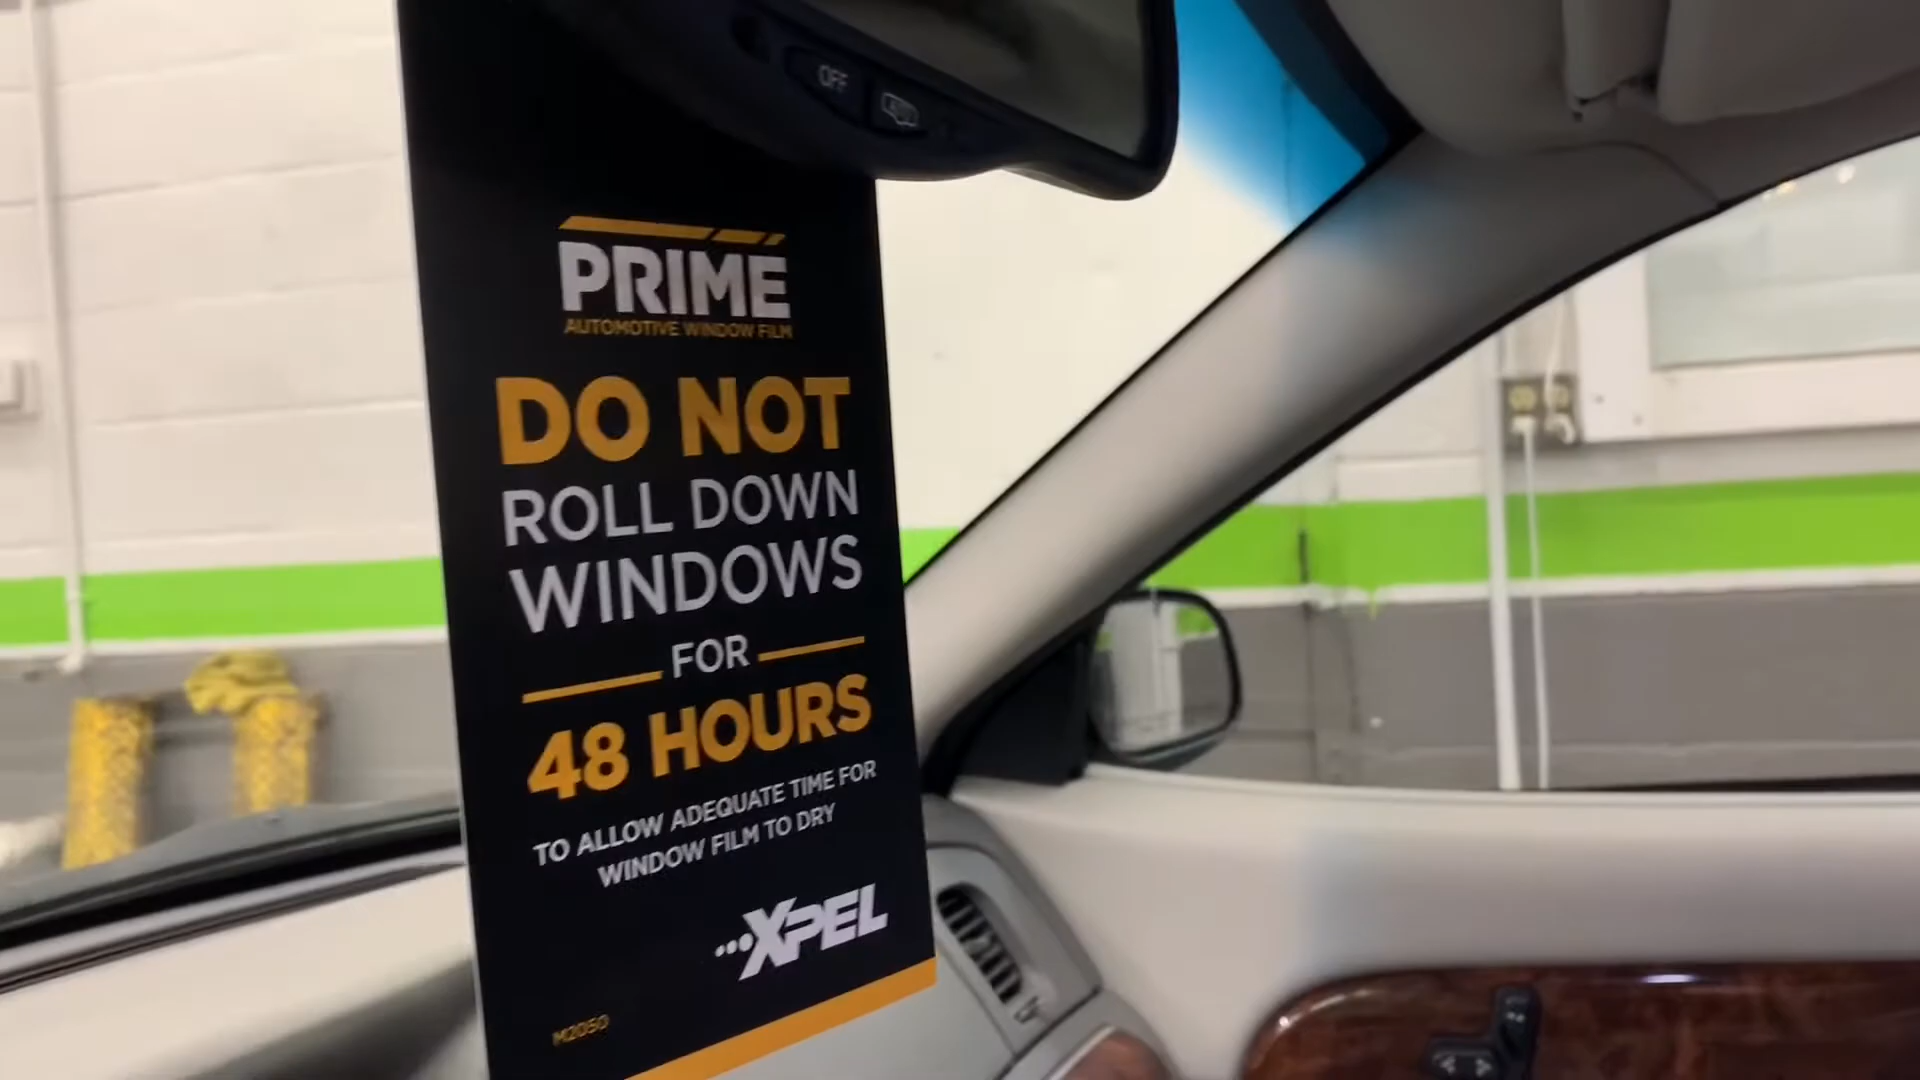 OFF
AUTO
PRIME
AUTOMOTIVE WINDOW FILM
DO NOT
ROLL DOWN
WINDOWS
FOR
48 HOURS
TO ALLOW ADEQUATE TIME FOR
WINDOW FILM TO DRY
XPEL
M2050